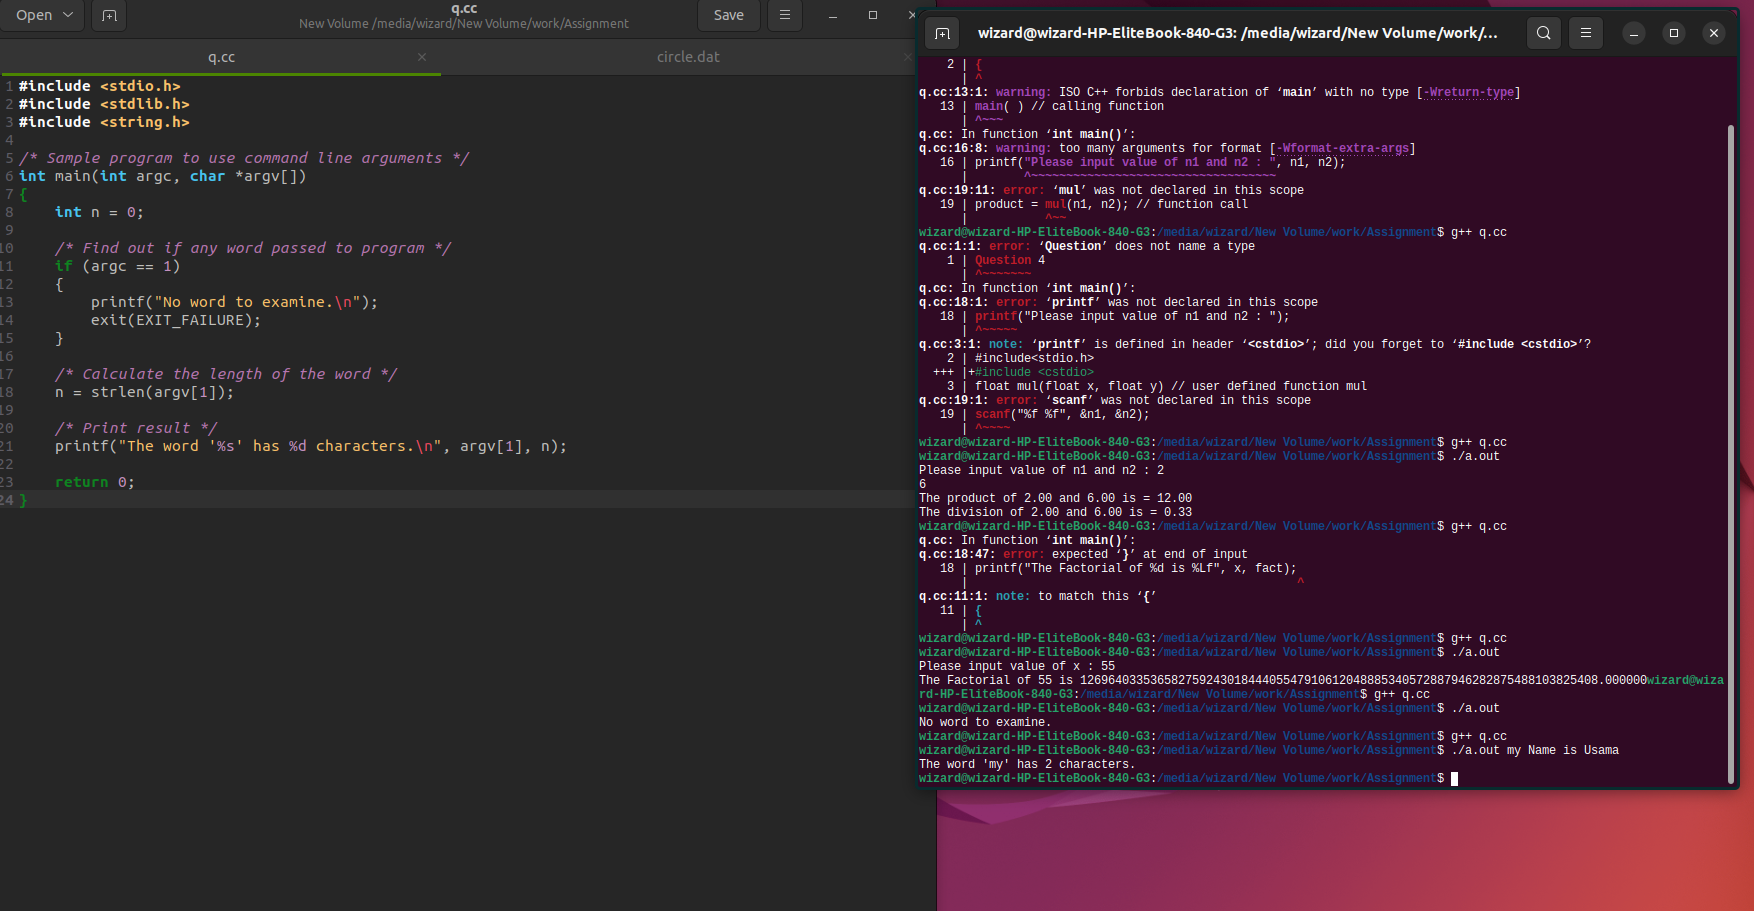 Open
q.cc
New Volume /media/wizard/New Volume/work/Assignment
Save
q.cc
circle.dat
1 #include <stdio.h>
2 #include <stdlib.h>
3 #include <string.h>
4
5 /* Sample program to use command line arguments */
6 int main(int argc, char *argv[])
7 {
8     int n = 0;
9
10     /* Find out if any word passed to program */
11     if (argc == 1)
12     {
13         printf("No word to examine.\n");
14         exit(EXIT_FAILURE);
15     }
16
17     /* Calculate the length of the word */
18     n = strlen(argv[1]);
19
20     /* Print result */
21     printf("The word '%s' has %d characters.\n", argv[1], n);
22
23     return 0;
24 }
wizard@wizard-HP-EliteBook-840-G3: /media/wizard/New Volume/work/...
2 | {
| ^
q.cc:13:1: warning: ISO C++ forbids declaration of ‘main’ with no type [-Wreturn-type]
13 | main( ) // calling function
| ^~~~
q.cc: In function ‘int main()’:
q.cc:16:8: warning: too many arguments for format [-Wformat-extra-args]
16 | printf("Please input value of n1 and n2 : ", n1, n2);
| ^~~~~~~~~~~~~~~~~~~~~~~~~~~~~~~~~~~~
q.cc:19:11: error: ‘mul’ was not declared in this scope
19 | product = mul(n1, n2); // function call
| ^~~
wizard@wizard-HP-EliteBook-840-G3:/media/wizard/New Volume/work/Assignment$ g++ q.cc
q.cc:1:1: error: ‘Question’ does not name a type
1 | Question 4
| ^~~~~~~~
q.cc: In function ‘int main()’:
q.cc:18:1: error: ‘printf’ was not declared in this scope
18 | printf("Please input value of n1 and n2 : ");
| ^~~~~~
q.cc:3:1: note: ‘printf’ is defined in header ‘<cstdio>’; did you forget to ‘#include <cstdio>’?
2 | #include<stdio.h>
+++ |+#include <cstdio>
3 | float mul(float x, float y) // user defined function mul
q.cc:19:1: error: ‘scanf’ was not declared in this scope
19 | scanf("%f %f", &n1, &n2);
| ^~~~~
wizard@wizard-HP-EliteBook-840-G3:/media/wizard/New Volume/work/Assignment$ g++ q.cc
wizard@wizard-HP-EliteBook-840-G3:/media/wizard/New Volume/work/Assignment$ ./a.out
Please input value of n1 and n2 : 2
6
The product of 2.00 and 6.00 is = 12.00
The division of 2.00 and 6.00 is = 0.33
wizard@wizard-HP-EliteBook-840-G3:/media/wizard/New Volume/work/Assignment$ g++ q.cc
q.cc: In function ‘int main()’:
q.cc:18:47: error: expected ‘}’ at end of input
18 | printf("The Factorial of %d is %Lf", x, fact);
| ^
q.cc:11:1: note: to match this ‘{’
11 | {
| ^
wizard@wizard-HP-EliteBook-840-G3:/media/wizard/New Volume/work/Assignment$ g++ q.cc
wizard@wizard-HP-EliteBook-840-G3:/media/wizard/New Volume/work/Assignment$ ./a.out
Please input value of x : 55
The Factorial of 55 is 12696403353658275924301844405547910612048885340572887946282875488103825408.000000wizard@wiza
rd-HP-EliteBook-840-G3:/media/wizard/New Volume/work/Assignment$ g++ q.cc
wizard@wizard-HP-EliteBook-840-G3:/media/wizard/New Volume/work/Assignment$ ./a.out
No word to examine.
wizard@wizard-HP-EliteBook-840-G3:/media/wizard/New Volume/work/Assignment$ g++ q.cc
wizard@wizard-HP-EliteBook-840-G3:/media/wizard/New Volume/work/Assignment$ ./a.out my Name is Usama
The word 'my' has 2 characters.
wizard@wizard-HP-EliteBook-840-G3:/media/wizard/New Volume/work/Assignment$